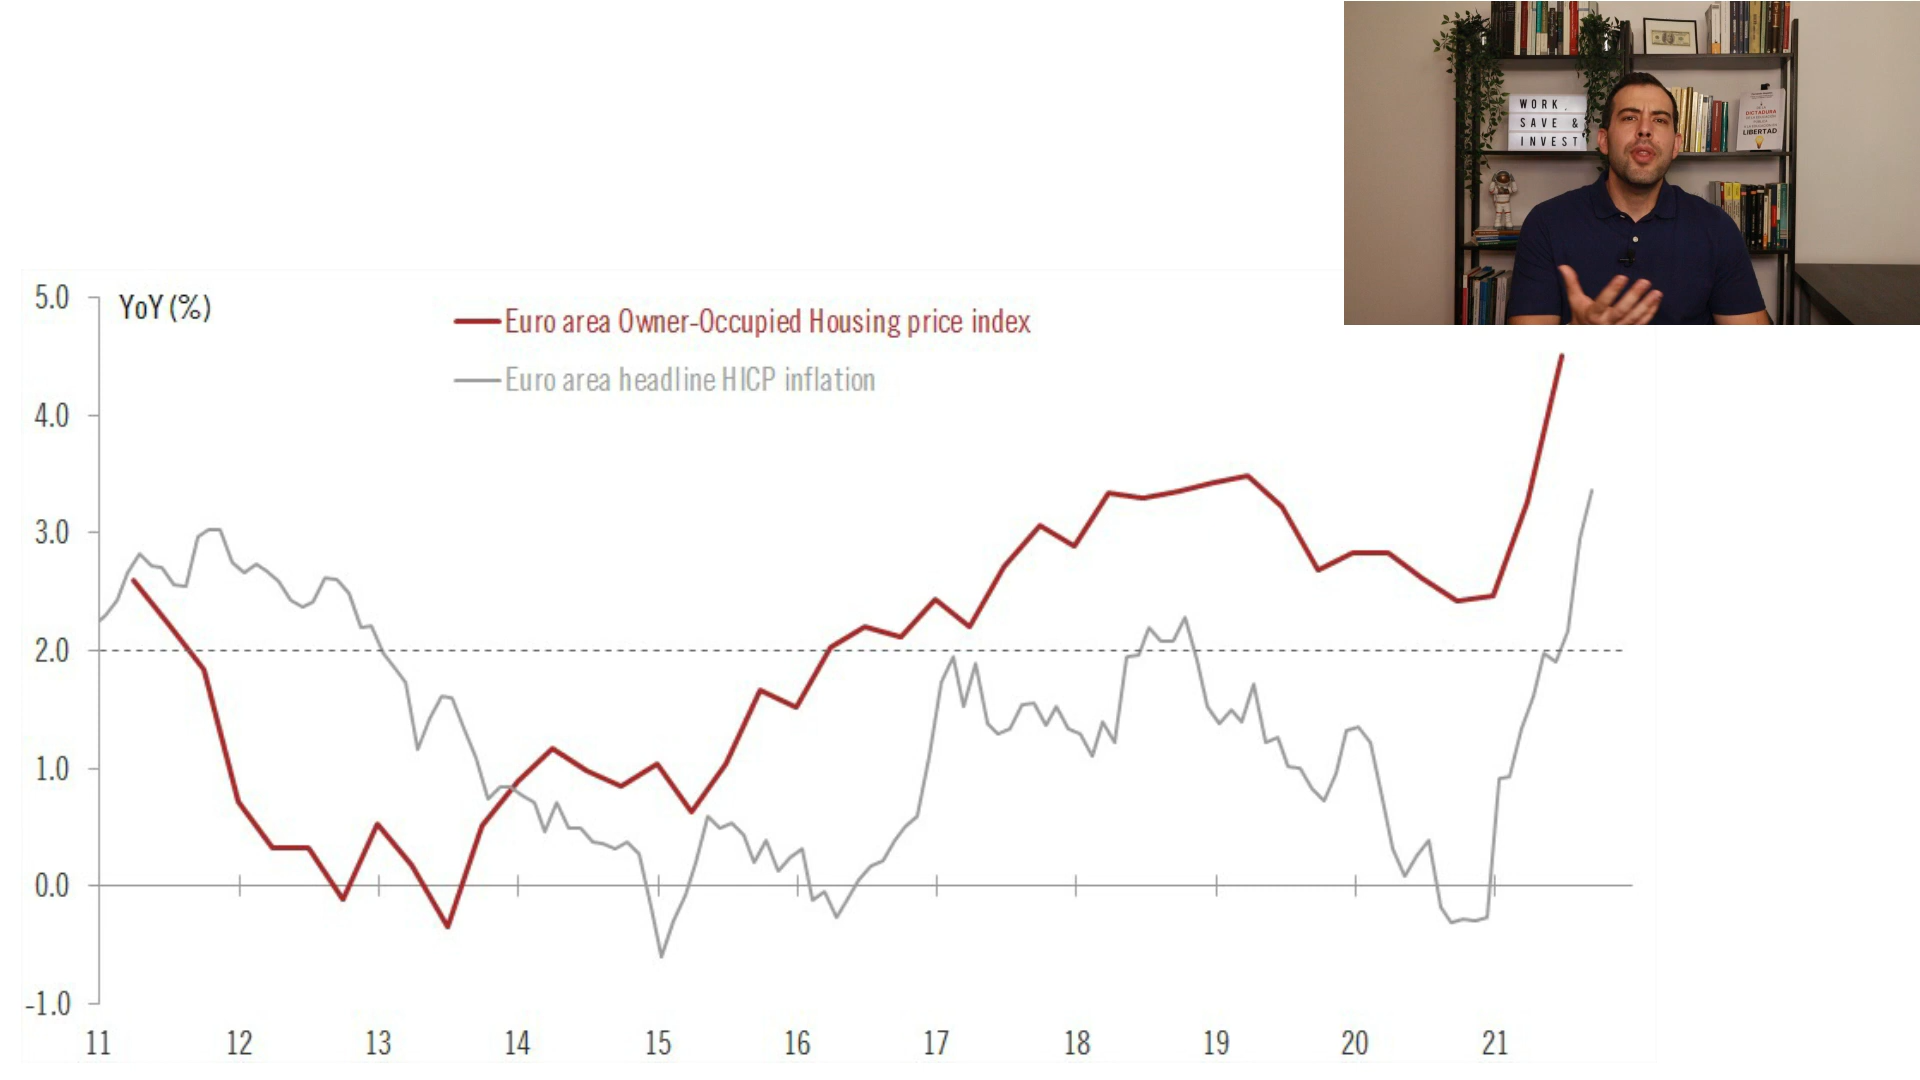 WORK
SAVE &
INVEST
DICTADURA
LIBERTAD
YoY (%)
Euro area Owner-Occupied Housing price index
Euro area headline HICP inflation
5.0
4.0
3.0
2.0
1.0
0.0
-1.0
11 12 13 14 15 16 17 18 19 20 21